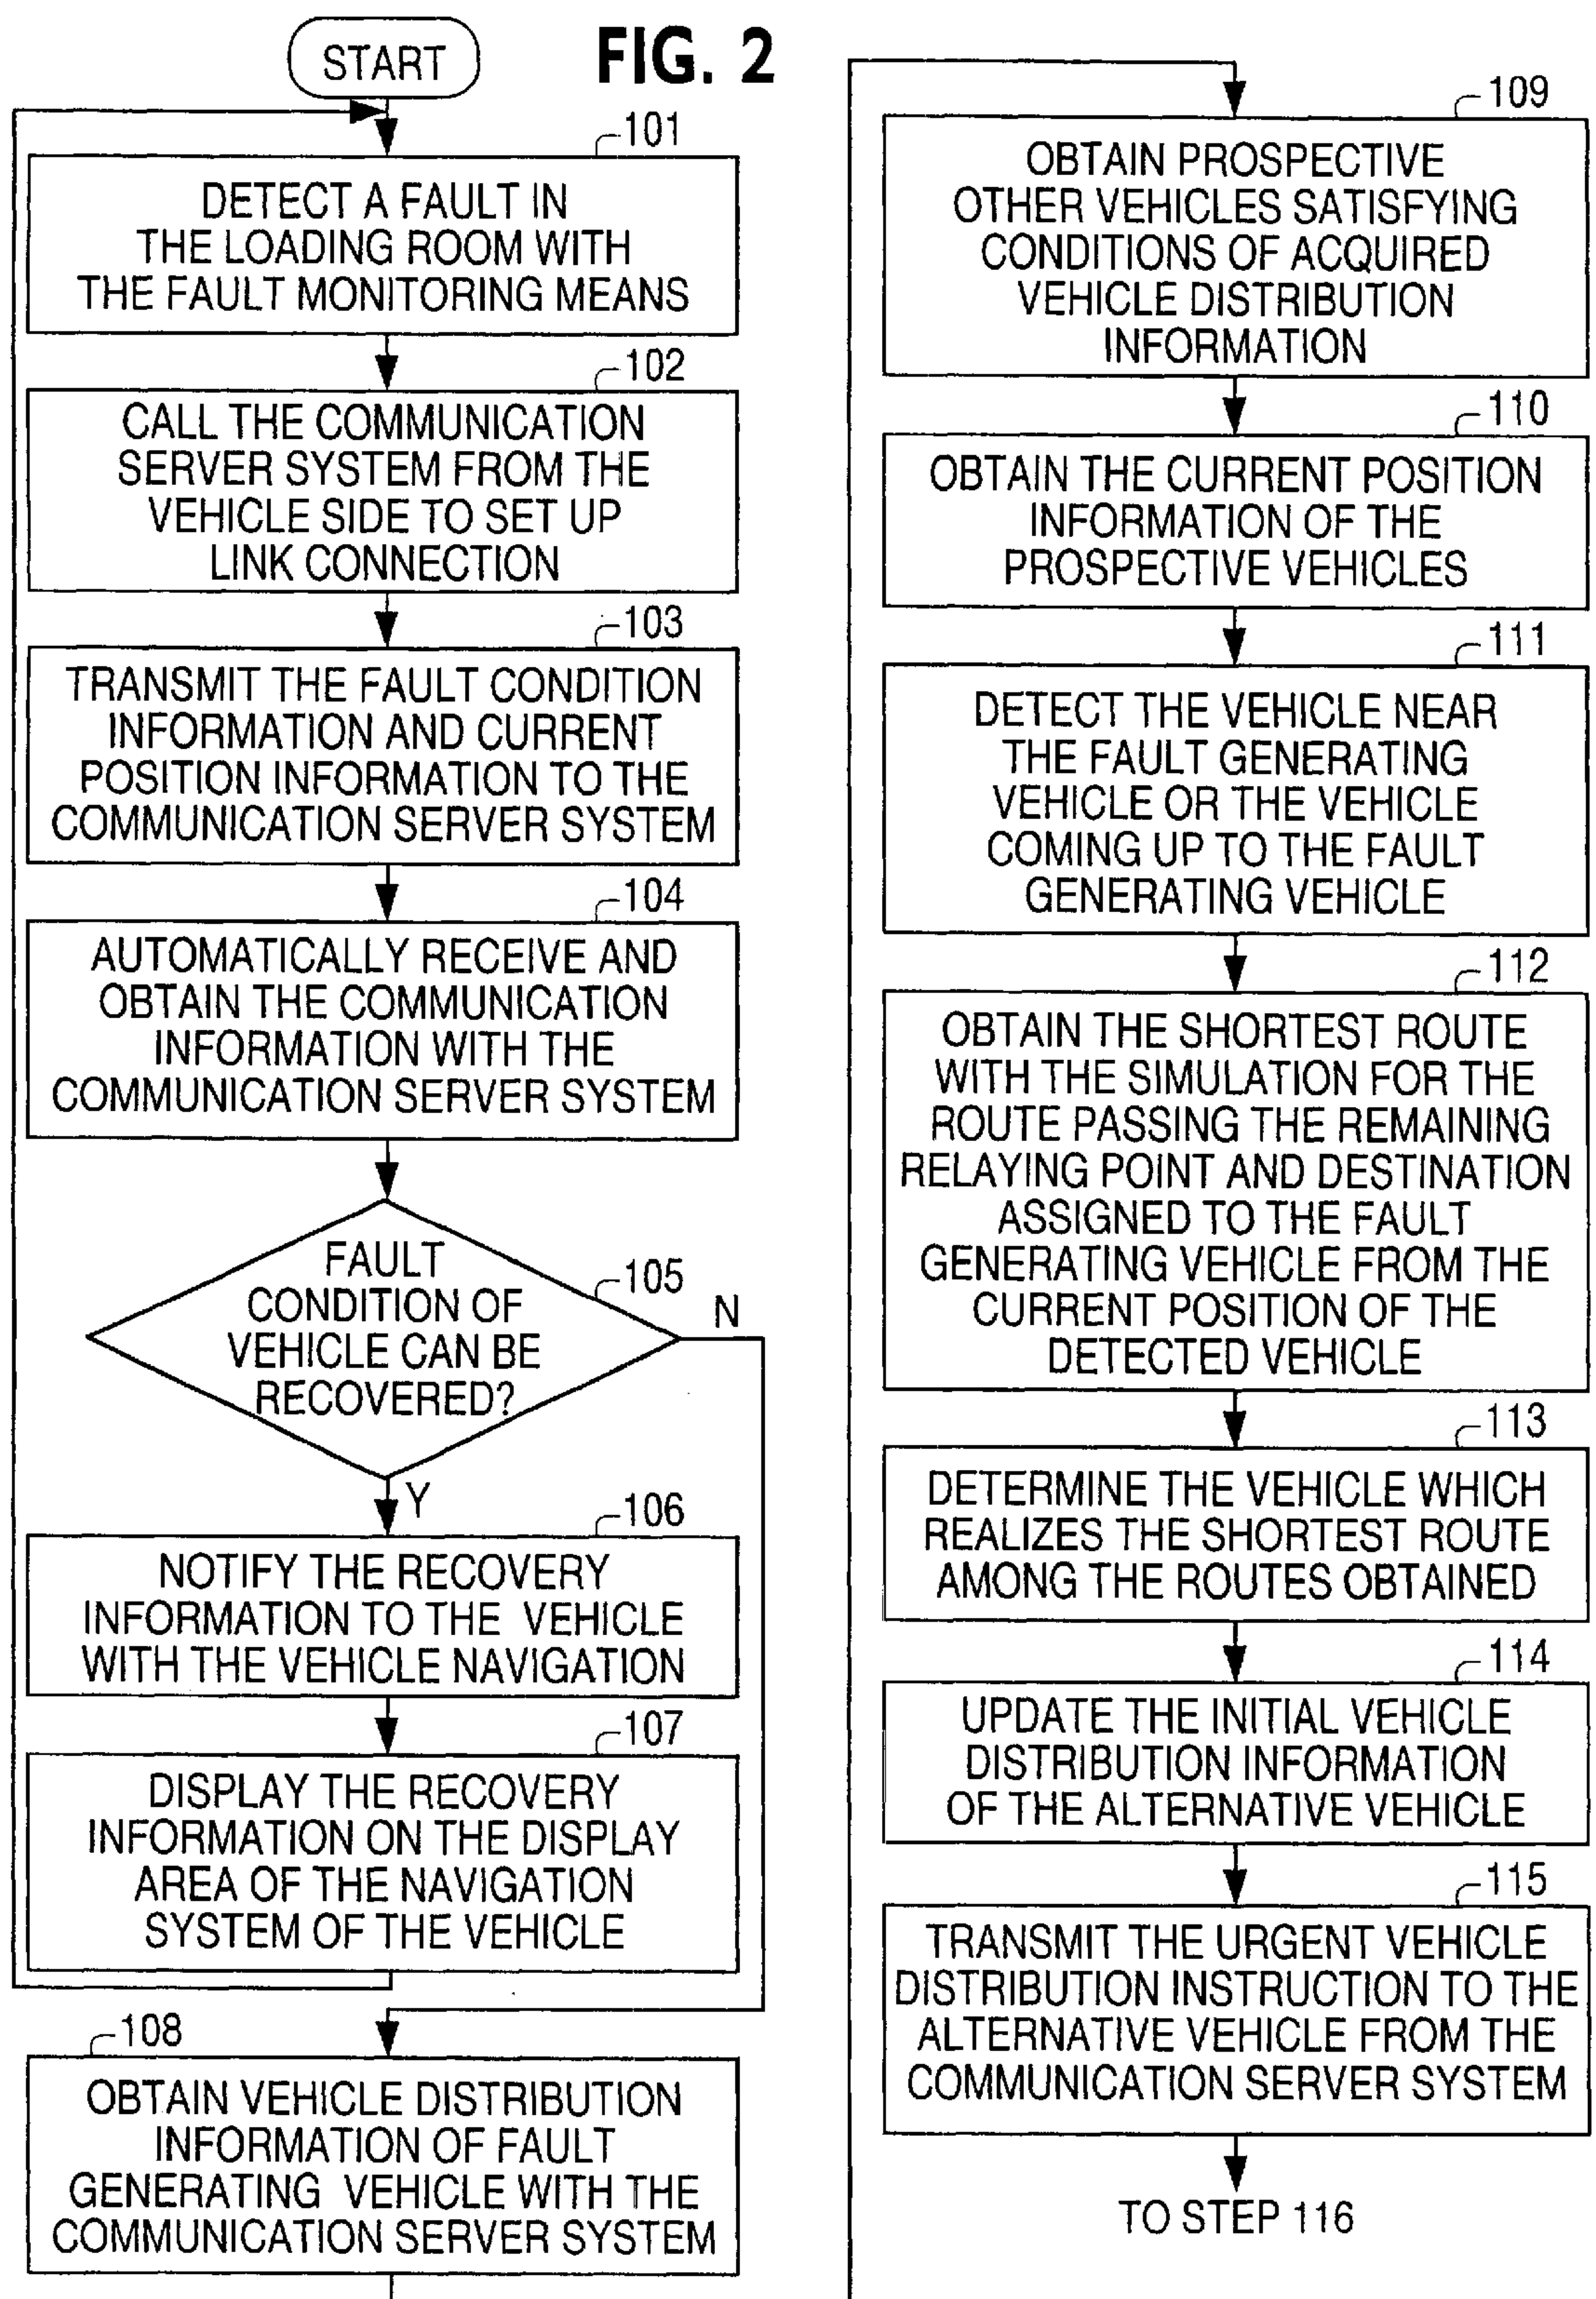 FIG. 2
START
101
DETECT A FAULT IN
THE LOADING ROOM WITH
THE FAULT MONITORING MEANS
102
CALL THE COMMUNICATION
SERVER SYSTEM FROM THE
VEHICLE SIDE TO SET UP
LINK CONNECTION
103
TRANSMIT THE FAULT CONDITION
INFORMATION AND CURRENT
POSITION INFORMATION TO THE
COMMUNICATION SERVER SYSTEM
104
AUTOMATICALLY RECEIVE AND
OBTAIN THE COMMUNICATION
INFORMATION WITH THE
COMMUNICATION SERVER SYSTEM
105
FAULT
CONDITION OF
VEHICLE CAN BE
RECOVERED?
N
Y
106
NOTIFY THE RECOVERY
INFORMATION TO THE VEHICLE
WITH THE VEHICLE NAVIGATION
107
DISPLAY THE RECOVERY
INFORMATION ON THE DISPLAY
AREA OF THE NAVIGATION
SYSTEM OF THE VEHICLE
108
OBTAIN VEHICLE DISTRIBUTION
INFORMATION OF FAULT
GENERATING VEHICLE WITH THE
COMMUNICATION SERVER SYSTEM
109
OBTAIN PROSPECTIVE
OTHER VEHICLES SATISFYING
CONDITIONS OF ACQUIRED
VEHICLE DISTRIBUTION
INFORMATION
110
OBTAIN THE CURRENT POSITION
INFORMATION OF THE
PROSPECTIVE VEHICLES
111
DETECT THE VEHICLE NEAR
THE FAULT GENERATING
VEHICLE OR THE VEHICLE
COMING UP TO THE FAULT
GENERATING VEHICLE
112
OBTAIN THE SHORTEST ROUTE
WITH THE SIMULATION FOR THE
ROUTE PASSING THE REMAINING
RELAYING POINT AND DESTINATION
ASSIGNED TO THE FAULT
GENERATING VEHICLE FROM THE
CURRENT POSITION OF THE
DETECTED VEHICLE
113
DETERMINE THE VEHICLE WHICH
REALIZES THE SHORTEST ROUTE
AMONG THE ROUTES OBTAINED
114
UPDATE THE INITIAL VEHICLE
DISTRIBUTION INFORMATION
OF THE ALTERNATIVE VEHICLE
115
TRANSMIT THE URGENT VEHICLE
DISTRIBUTION INSTRUCTION TO THE
ALTERNATIVE VEHICLE FROM THE
COMMUNICATION SERVER SYSTEM
TO STEP 116